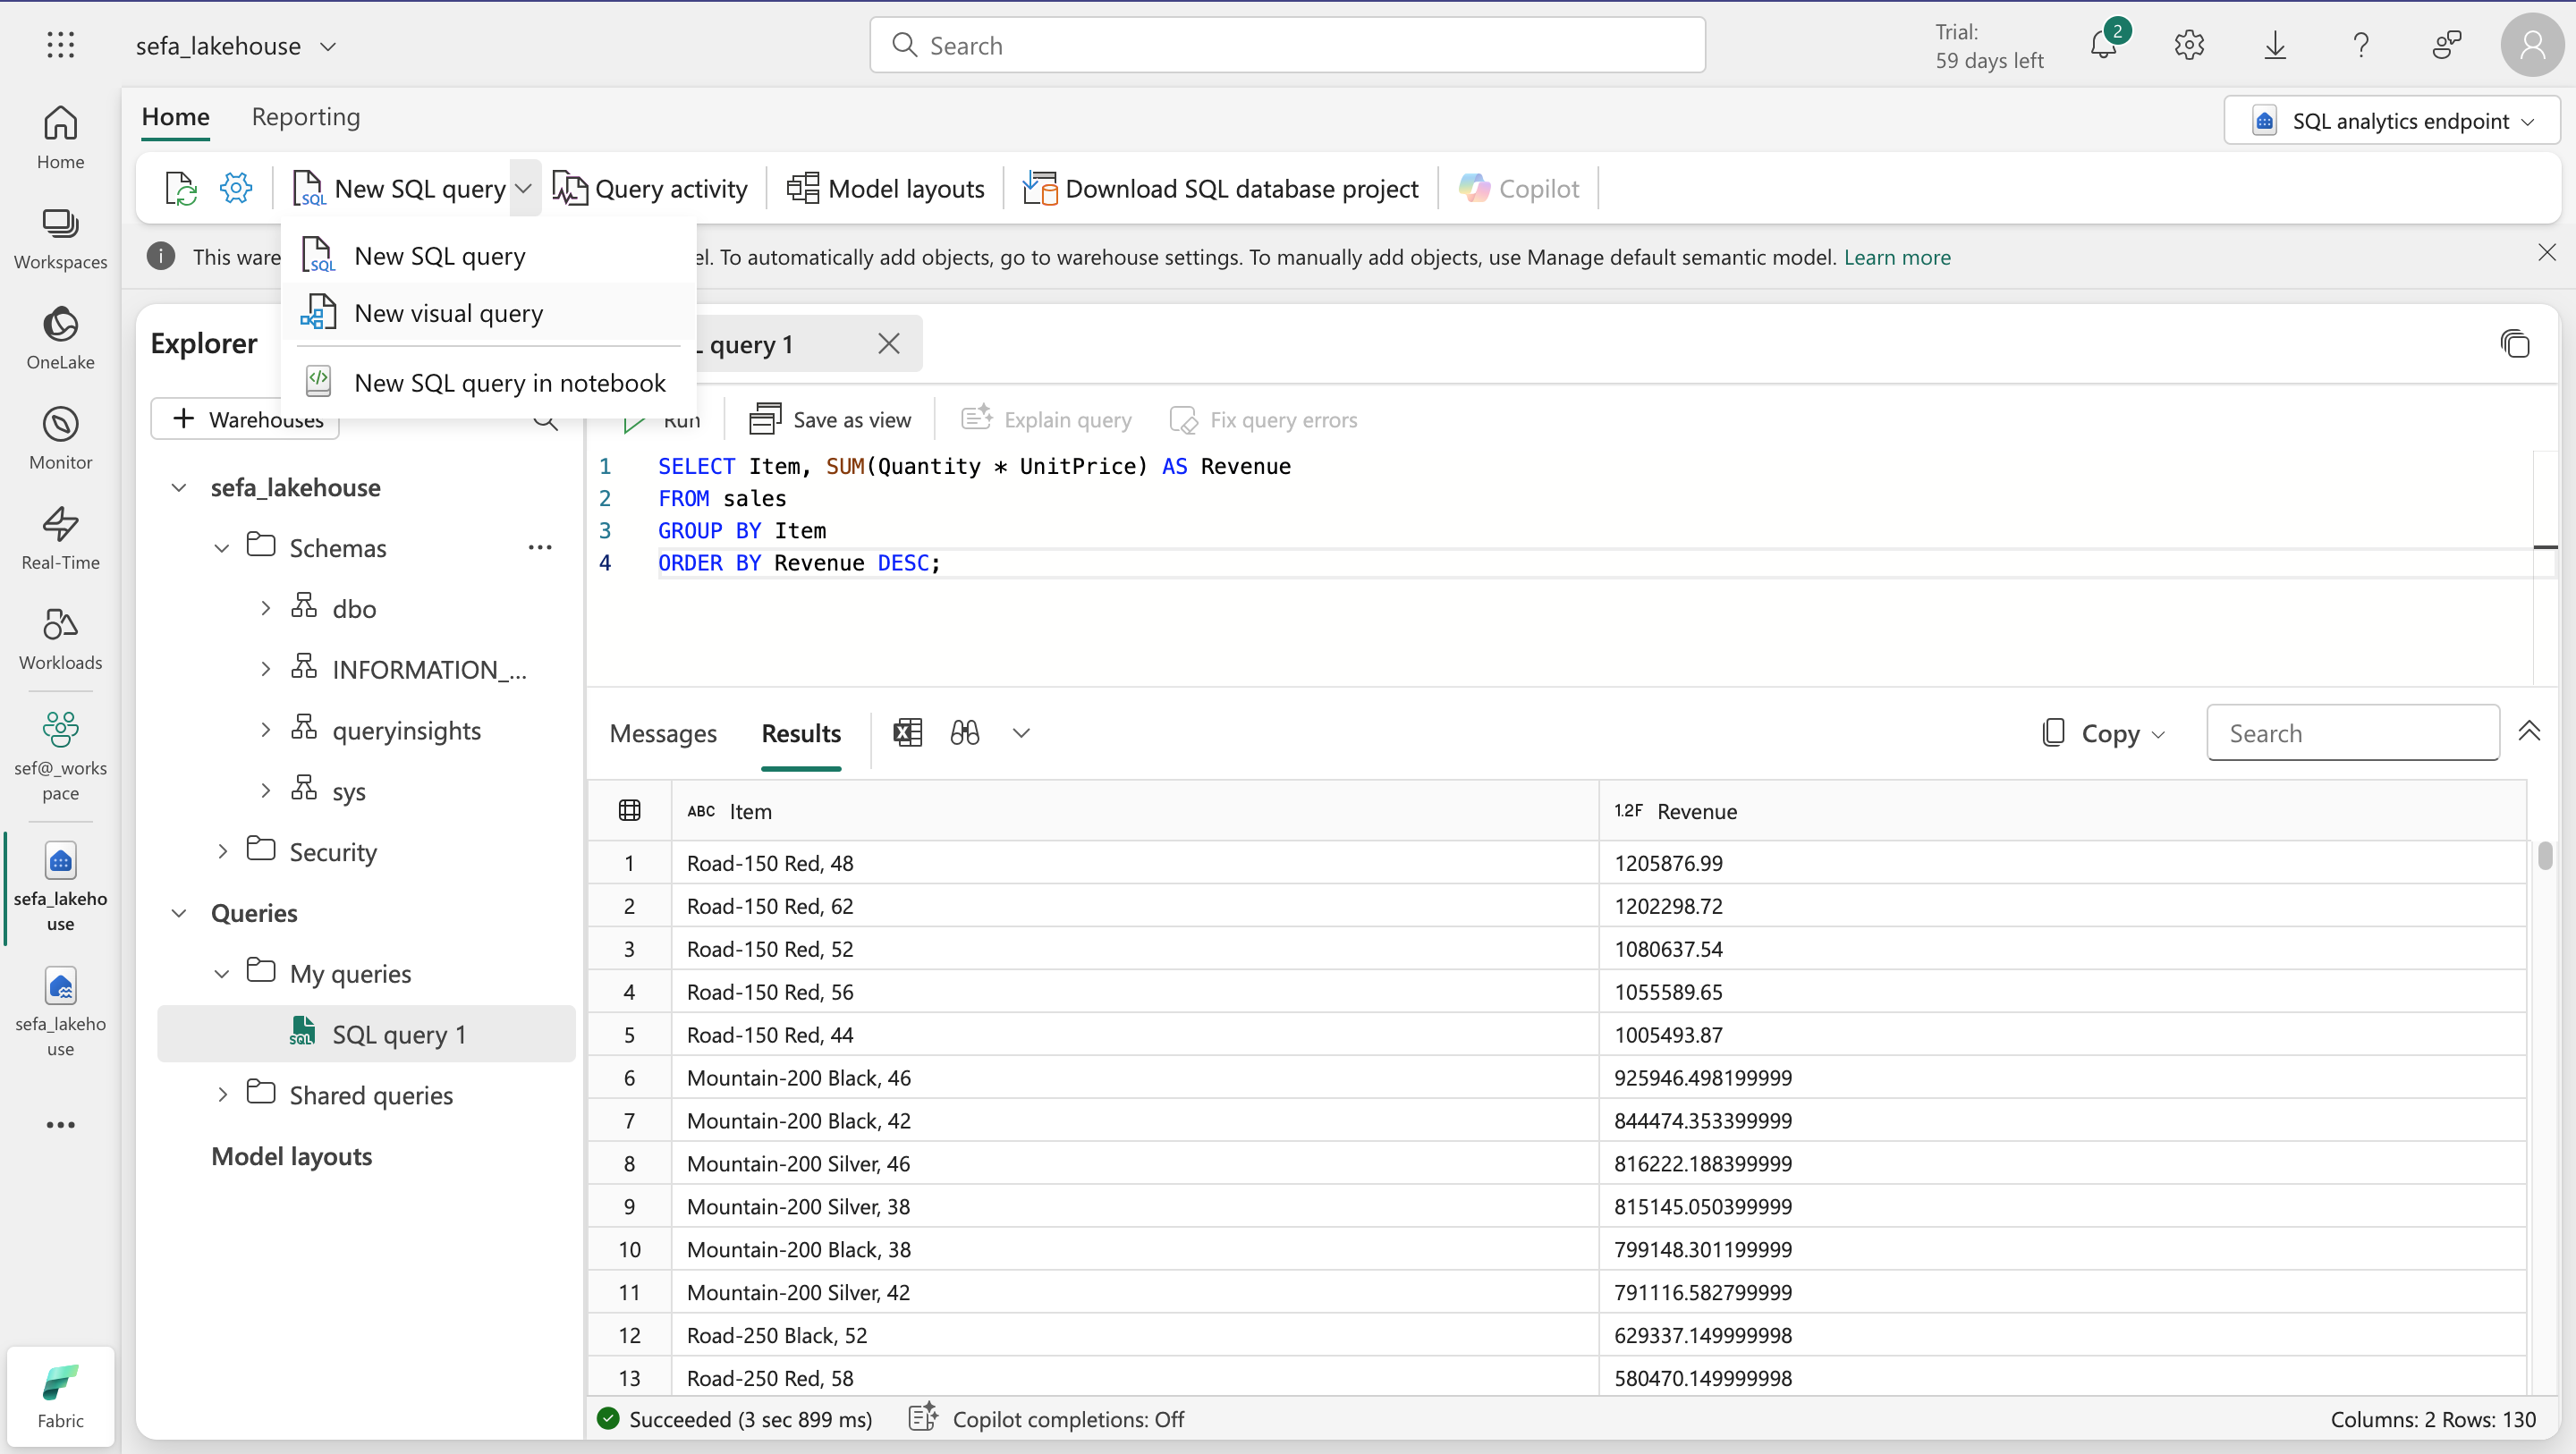 sefa_lakehouse
Search
Trial:
59 days left
2
Home
Workspaces
OneLake
Monitor
Real-Time
Workloads
sef@_works
pace
sefa_lakeho
use
sefa_lakeho
use
Fabric
Home
Reporting
SQL analytics endpoint
SQL New SQL query
Query activity
Model layouts
Download SQL database project
Copilot
This ware
l. To automatically add objects, go to warehouse settings. To manually add objects, use Manage default semantic model. Learn more
SQL New SQL query
New visual query
New SQL query in notebook
Explorer
query 1
Warehouses
Run
Save as view
Explain query
Fix query errors
sefa_lakehouse
Schemas
dbo
INFORMATION_...
queryinsights
sys
Security
Queries
My queries
SQL SQL query 1
Shared queries
Model layouts
1 SELECT Item, SUM(Quantity * UnitPrice) AS Revenue
2 FROM sales
3 GROUP BY Item
4 ORDER BY Revenue DESC;
Messages
Results
Copy
Search
ABC Item 1.2F Revenue
1 Road-150 Red, 48 1205876.99
2 Road-150 Red, 62 1202298.72
3 Road-150 Red, 52 1080637.54
4 Road-150 Red, 56 1055589.65
5 Road-150 Red, 44 1005493.87
6 Mountain-200 Black, 46 925946.498199999
7 Mountain-200 Black, 42 844474.353399999
8 Mountain-200 Silver, 46 816222.188399999
9 Mountain-200 Silver, 38 815145.050399999
10 Mountain-200 Black, 38 799148.301199999
11 Mountain-200 Silver, 42 791116.582799999
12 Road-250 Black, 52 629337.149999998
13 Road-250 Red, 58 580470.149999998
Succeeded (3 sec 899 ms)
Copilot completions: Off
Columns: 2 Rows: 130